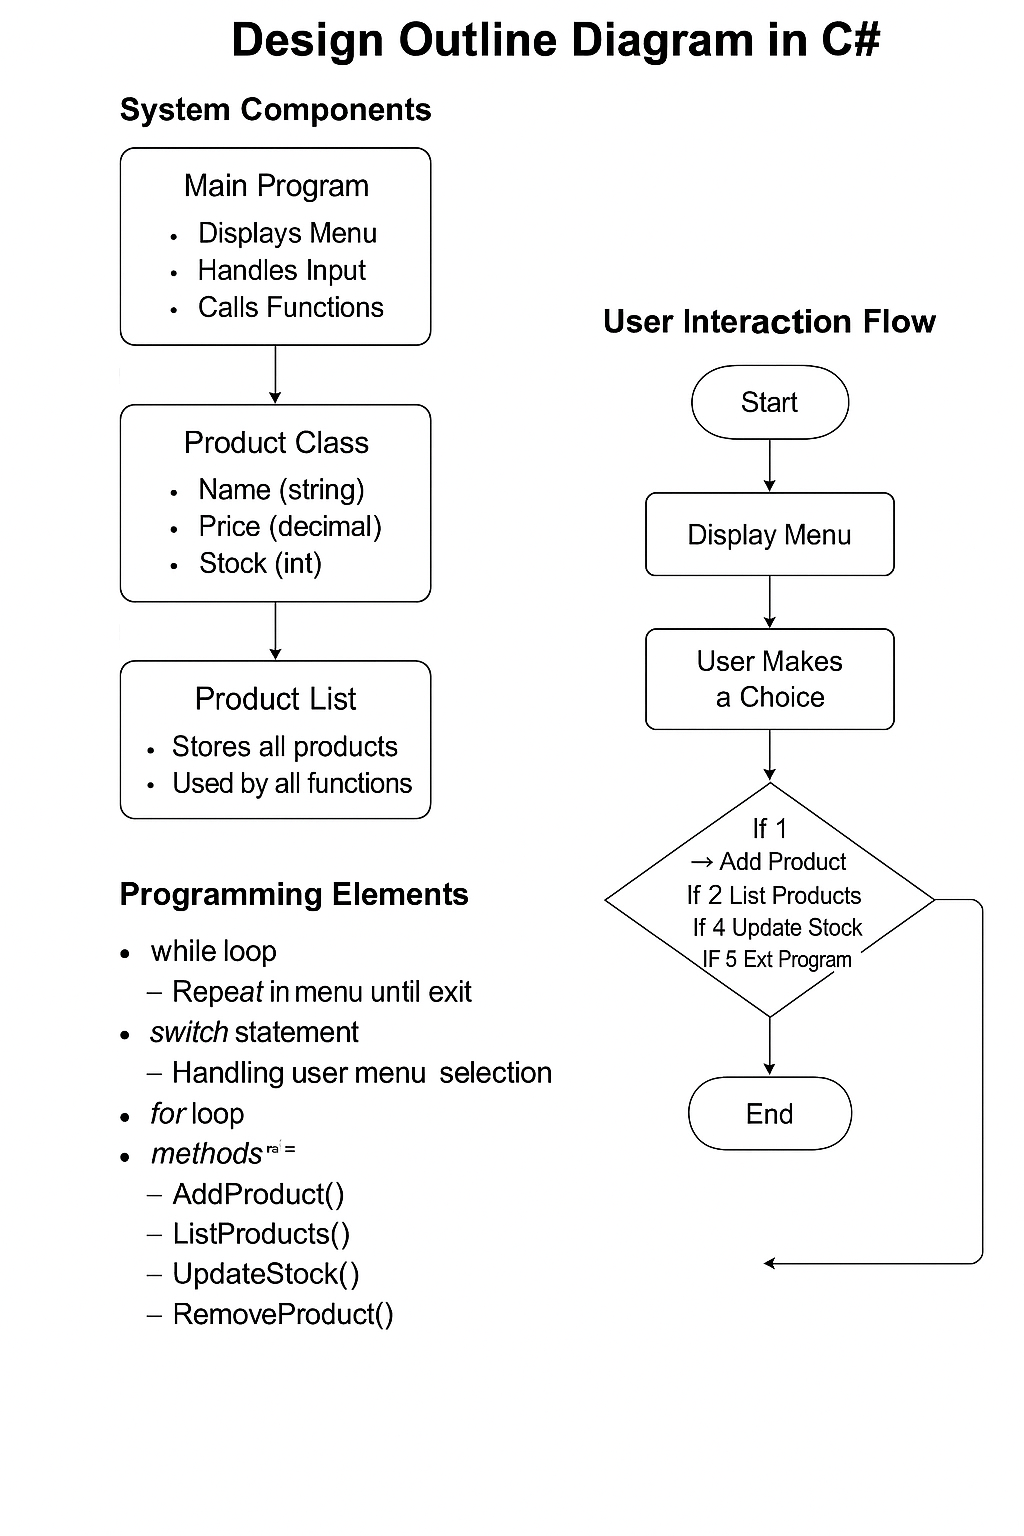 Design Outline Diagram in C#
System Components
Main Program
• Displays Menu
• Handles Input
• Calls Functions
Product Class
• Name (string)
• Price (decimal)
• Stock (int)
Product List
• Stores all products
• Used by all functions
Programming Elements
• while loop
– Repeat in menu until exit
• switch statement
– Handling user menu selection
• for loop
• methods
– AddProduct()
– ListProducts()
– UpdateStock()
– RemoveProduct()
User Interaction Flow
Start
Display Menu
User Makes
a Choice
If 1
→ Add Product
If 2 List Products
If 4 Update Stock
IF 5 Ext Program
End